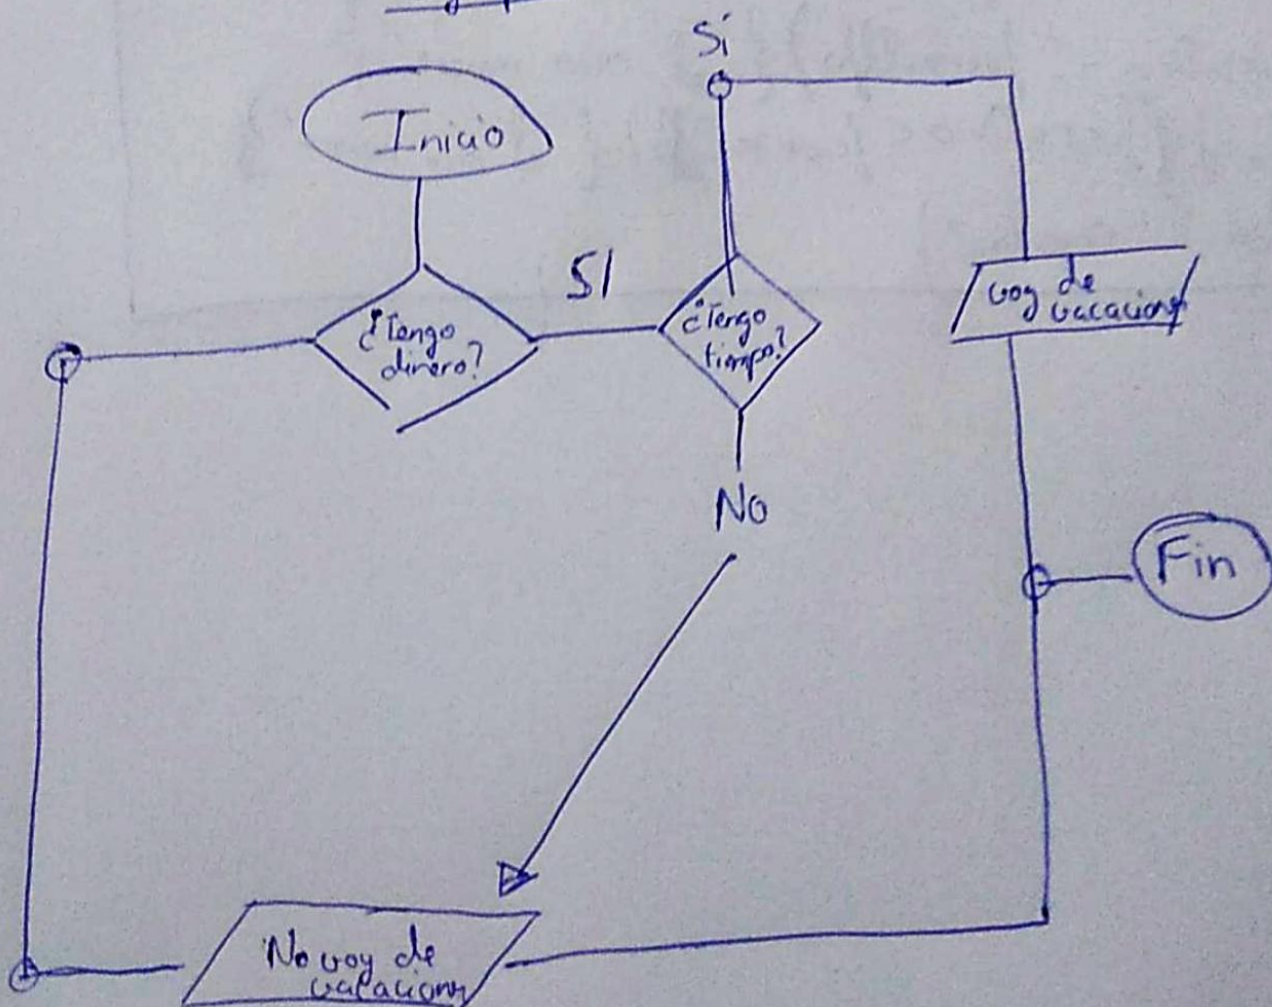 Inicio
¿Tengo
dinero?
SI
¿Tengo
tiempo?
Sí
voy de
vacaciones
No
Fin
No voy de
vacaciones